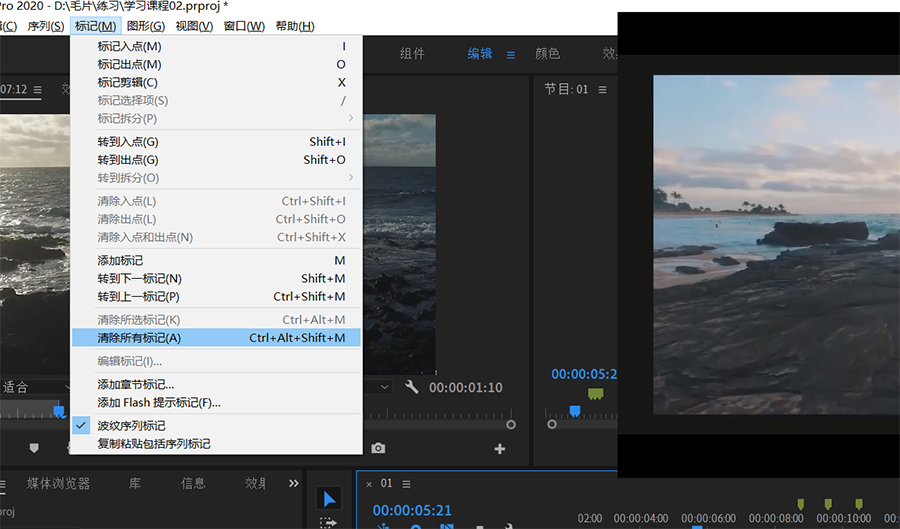 Pro 2020 - D:\毛片\练习\学习课程02.prproj *
(C) 序列(S) 标记(M) 图形(G) 视图(V) 窗口(W) 帮助(H)
组件 编辑 ≡ 颜色
07:12 ≡
节目: 01 ≡
标记入点(M) I
标记出点(M) O
标记剪辑(C) X
标记选择项(S) /
标记拆分(P) >
转到入点(G) Shift+I
转到出点(G) Shift+O
转到拆分(O) >
清除入点(L) Ctrl+Shift+I
清除出点(L) Ctrl+Shift+O
清除入点和出点(N) Ctrl+Shift+X
添加标记 M
转到下一标记(N) Shift+M
转到上一标记(P) Ctrl+Shift+M
清除所选标记(K) Ctrl+Alt+M
清除所有标记(A) Ctrl+Alt+Shift+M
编辑标记(I)...
添加章节标记...
添加 Flash 提示标记(F)...
波纹序列标记
复制粘贴包括序列标记
适合
00:00:01:10
00:00:05:2
媒体浏览器 库 信息 效果 »
roj
× 01 ≡
00:00:05:21
02:00 00:00:04:00 00:00:06:00 00:00:08:00 00:00:10:00 00: